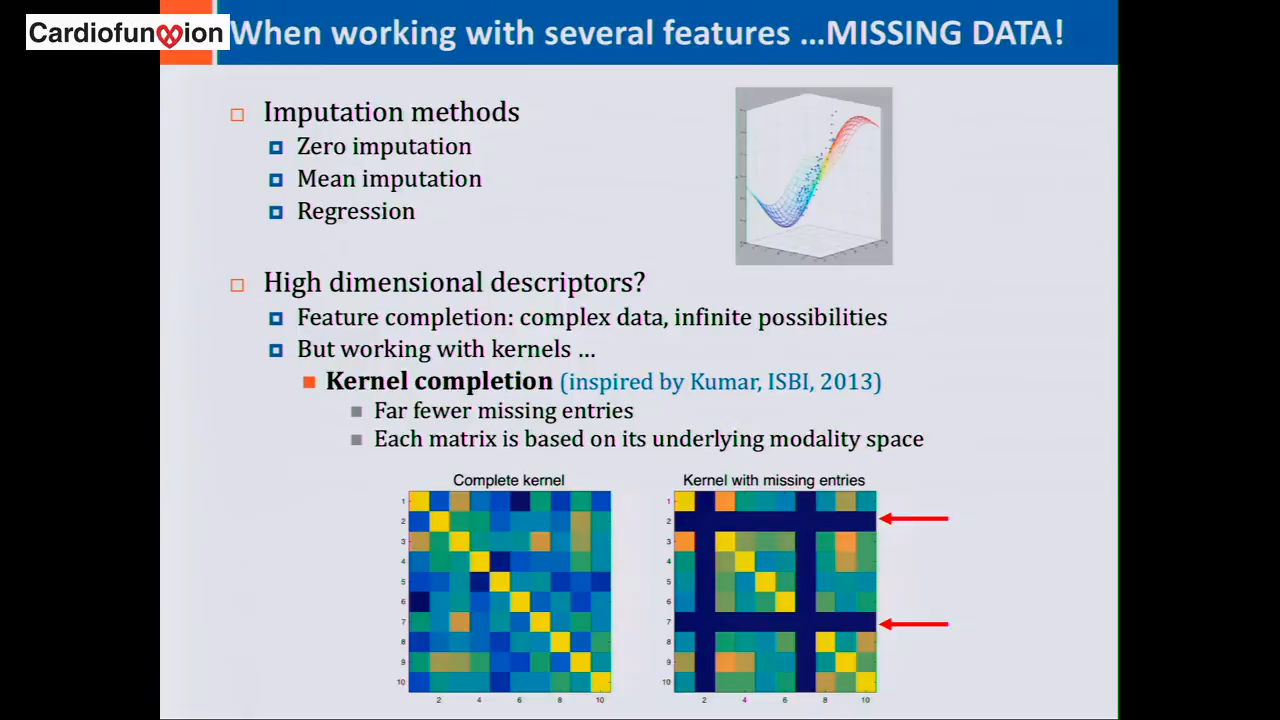 Cardiofunxion
When working with several features …MISSING DATA!
Imputation methods
Zero imputation
Mean imputation
Regression
High dimensional descriptors?
Feature completion: complex data, infinite possibilities
But working with kernels …
Kernel completion (inspired by Kumar, ISBI, 2013)
Far fewer missing entries
Each matrix is based on its underlying modality space
Complete kernel
1
2
3
4
5
6
7
8
9
10
2 4 6 8 10
Kernel with missing entries
1
2
3
4
5
6
7
8
9
10
2 4 6 8 10